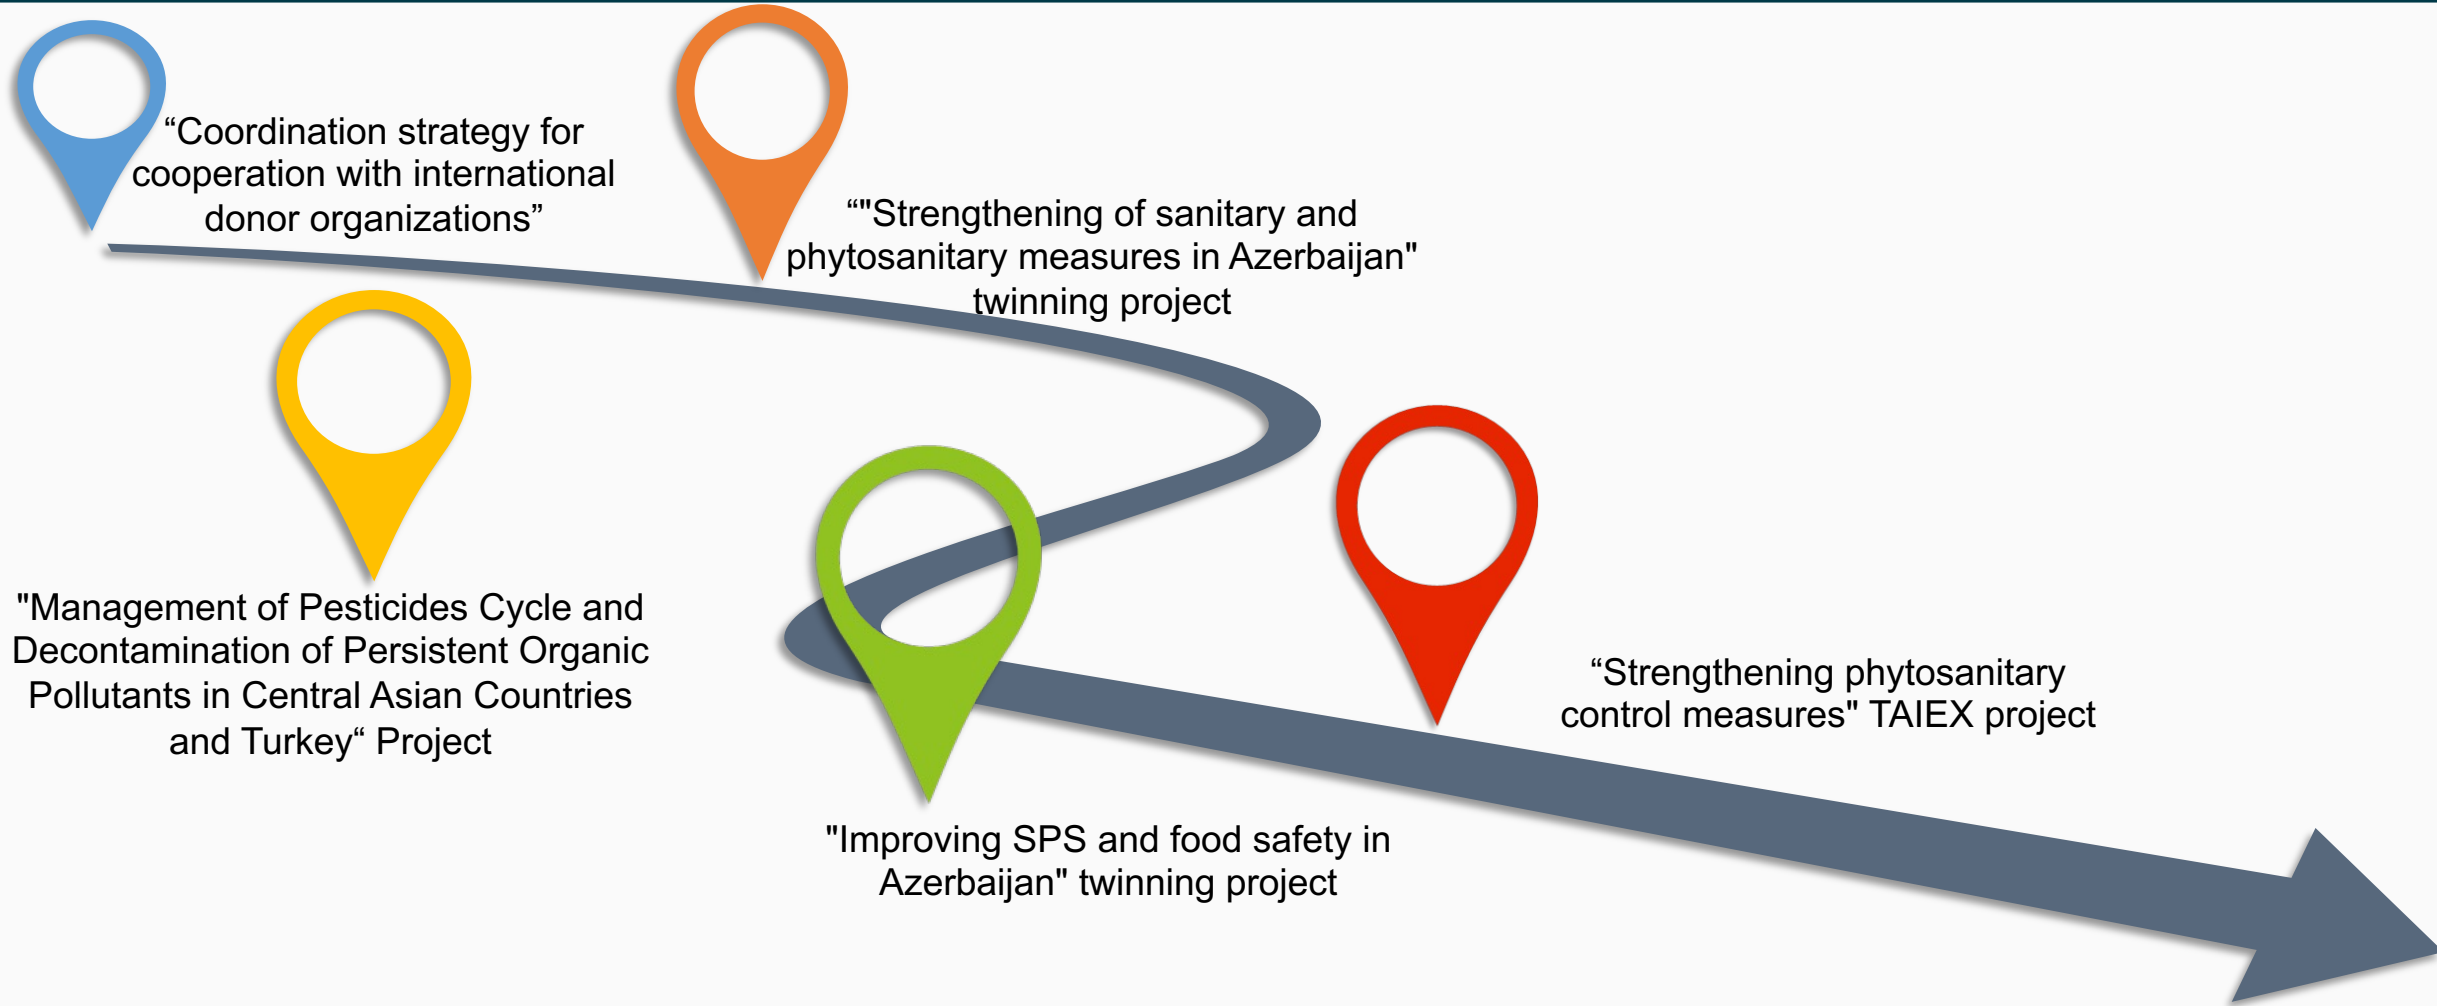 “Coordination strategy for
cooperation with international
donor organizations”
“"Strengthening of sanitary and
phytosanitary measures in Azerbaijan"
twinning project
"Management of Pesticides Cycle and
Decontamination of Persistent Organic
Pollutants in Central Asian Countries
and Turkey“ Project
“Strengthening phytosanitary
control measures" TAIEX project
"Improving SPS and food safety in
Azerbaijan" twinning project